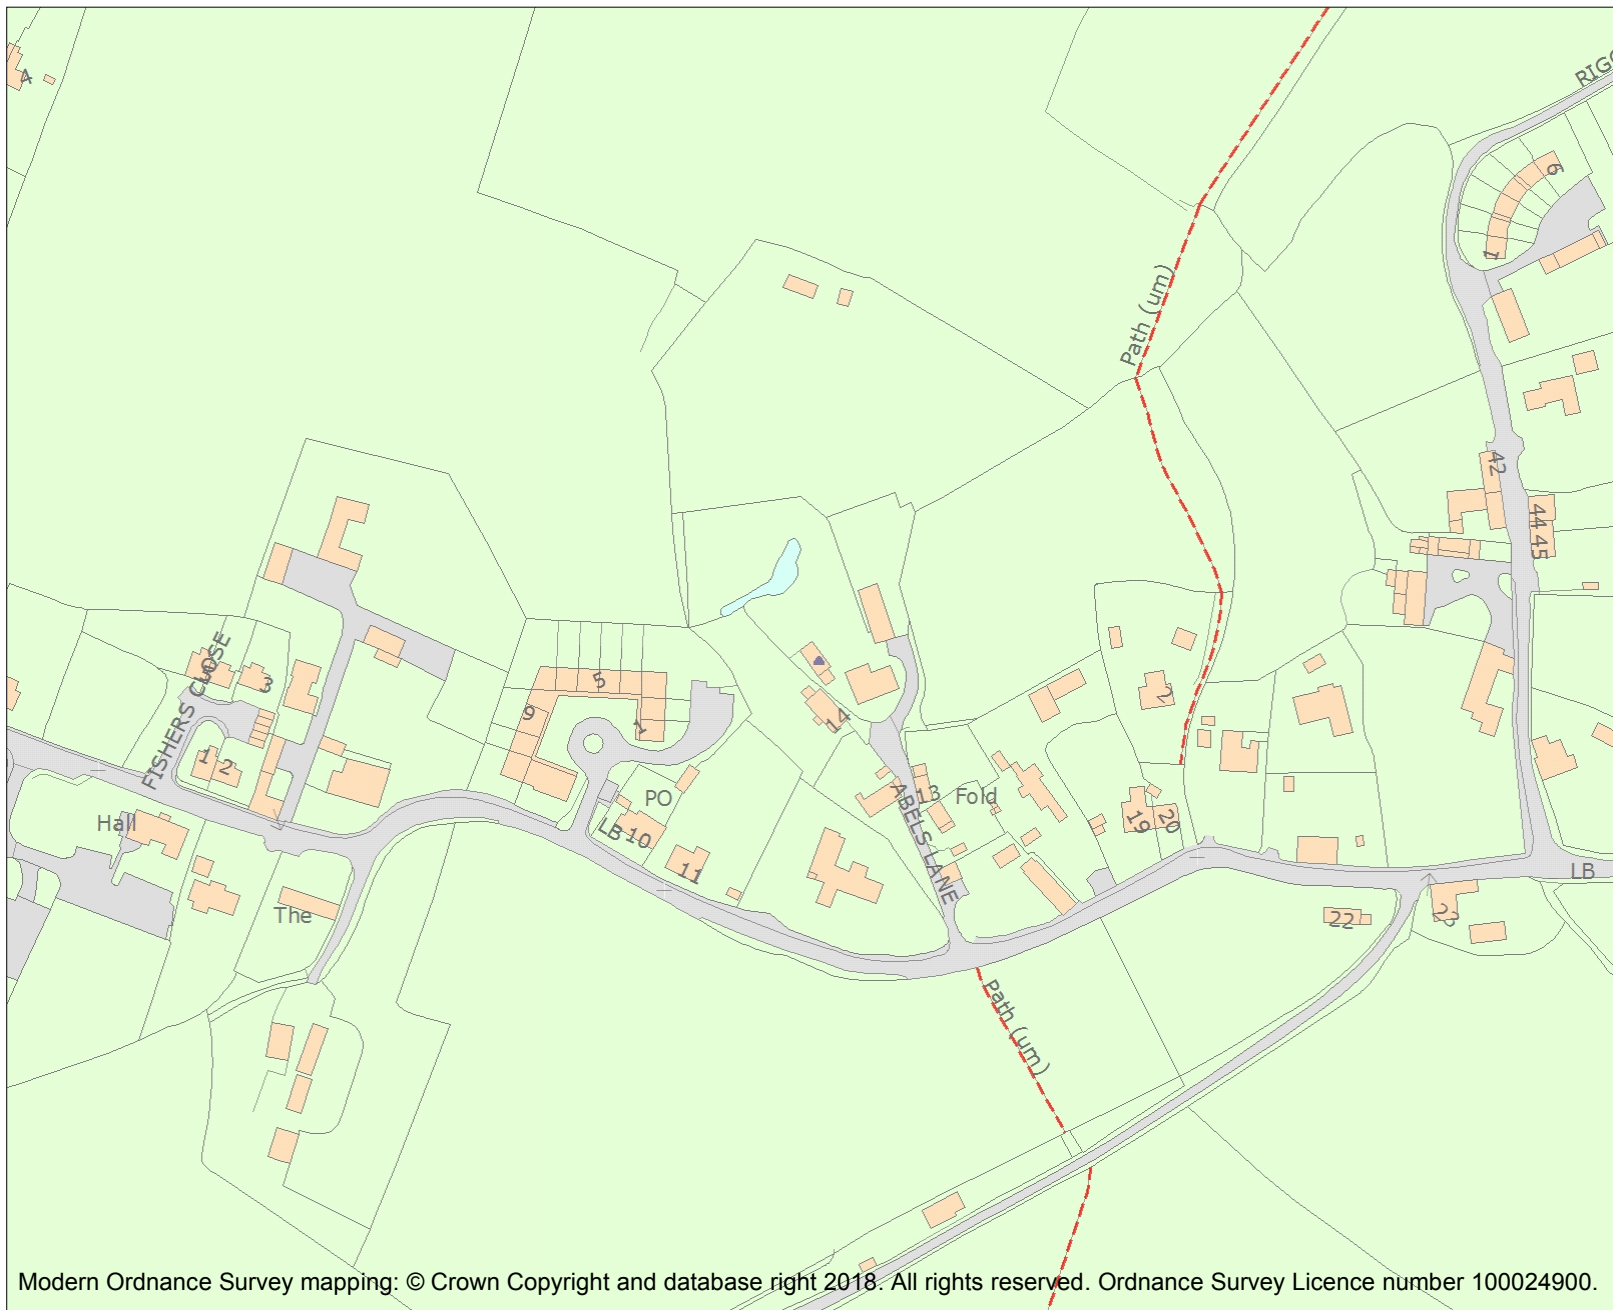 4
RIGG
6
1
Path (um)
42
44
45
FISHERS CLOSE
3
5
9
1
14
2
1
2
PO
13
Fold
ABELS LANE
Hall
LB
10
19
20
11
LB
The
22
23
Path (um)
Modern Ordnance Survey mapping: © Crown Copyright and database right 2018. All rights reserved. Ordnance Survey Licence number 100024900.